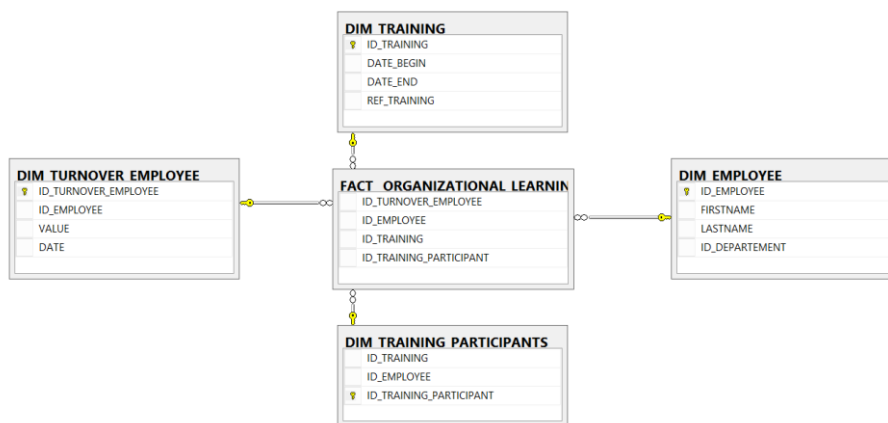 DIM TRAINING
ID_TRAINING
DATE_BEGIN
DATE_END
REF_TRAINING
DIM TURNOVER EMPLOYEE
ID_TURNOVER_EMPLOYEE
ID_EMPLOYEE
VALUE
DATE
FACT ORGANIZATIONAL LEARNIN
ID_TURNOVER_EMPLOYEE
ID_EMPLOYEE
ID_TRAINING
ID_TRAINING_PARTICIPANT
DIM EMPLOYEE
ID_EMPLOYEE
FIRSTNAME
LASTNAME
ID_DEPARTEMENT
DIM TRAINING PARTICIPANTS
ID_TRAINING
ID_EMPLOYEE
ID_TRAINING_PARTICIPANT